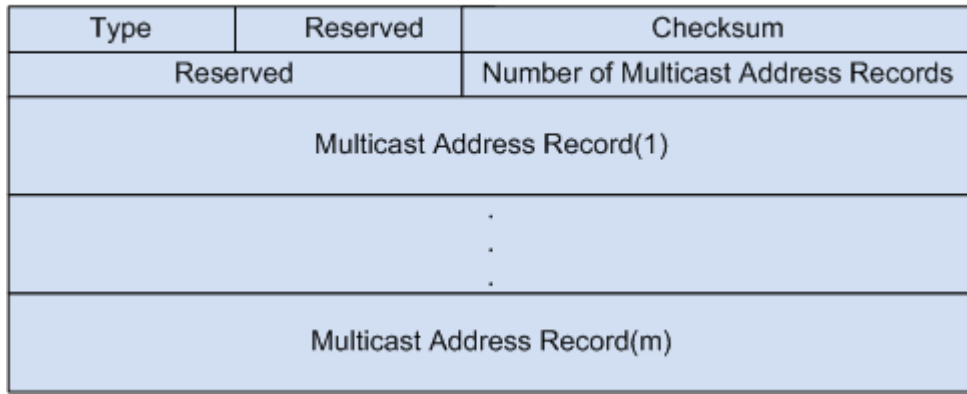 Type Reserved Checksum
Reserved Number of Multicast Address Records
Multicast Address Record(1)
.
.
.
Multicast Address Record(m)